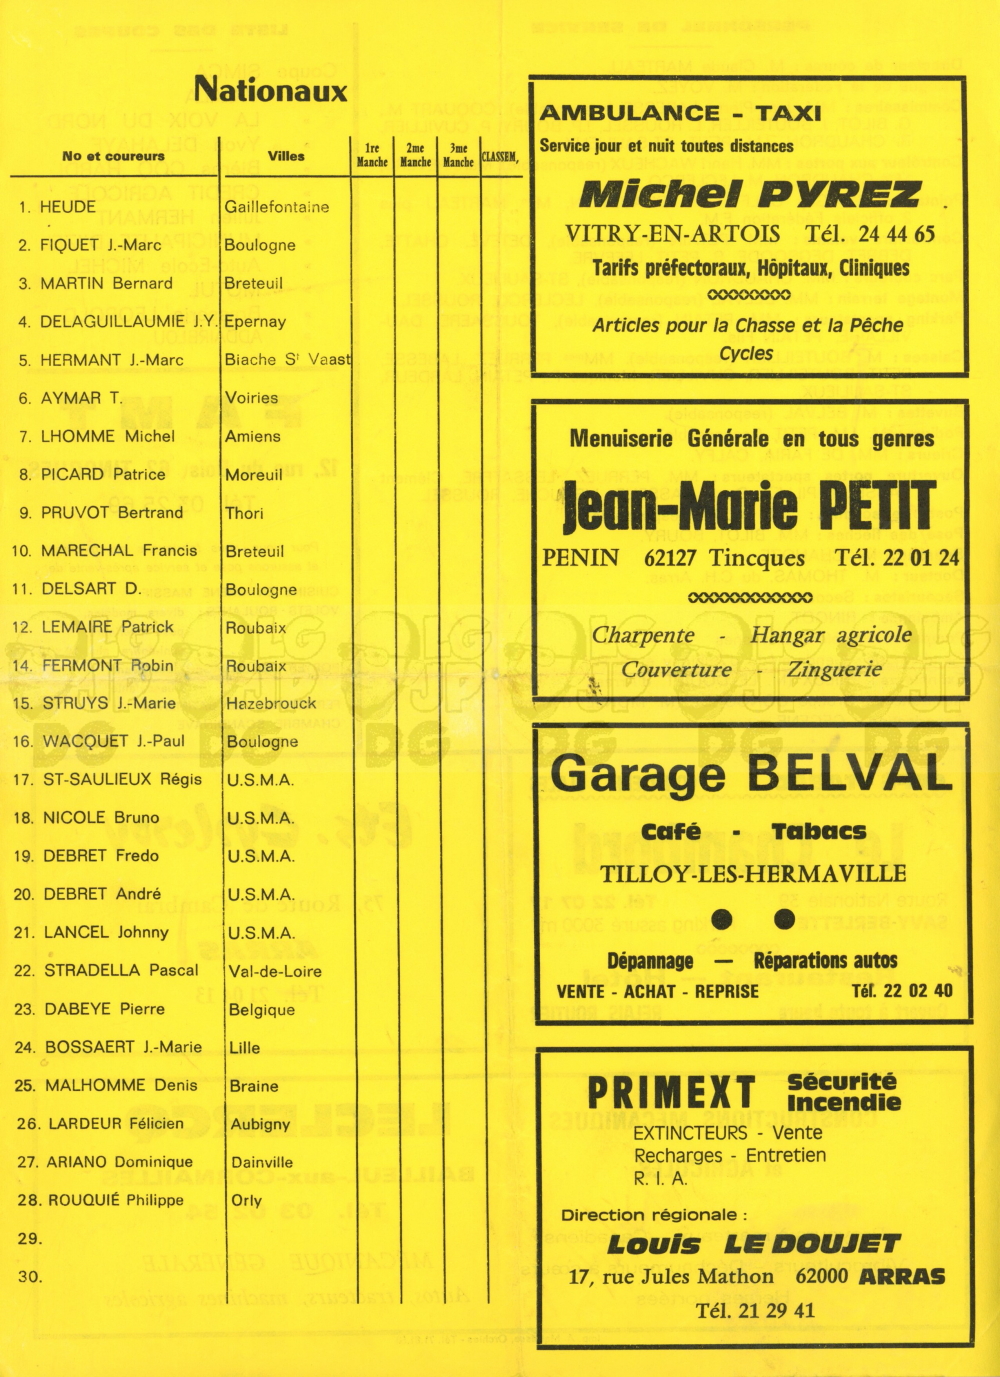 Nationaux
No et coureurs Villes 1re Manche 2me Manche 3me Manche CLASSEM,
1. HEUDE Gaillefontaine
2. FIQUET J.-Marc Boulogne
3. MARTIN Bernard Breteuil
4. DELAGUILLAUMIE J.Y. Epernay
5. HERMANT J.-Marc Biache St Vaast
6. AYMAR T. Voiries
7. LHOMME Michel Amiens
8. PICARD Patrice Moreuil
9. PRUVOT Bertrand Thori
10. MARECHAL Francis Breteuil
11. DELSART D. Boulogne
12. LEMAIRE Patrick Roubaix
14. FERMONT Robin Roubaix
15. STRUYS J.-Marie Hazebrouck
16. WACQUET J.-Paul Boulogne
17. ST-SAULIEUX Régis U.S.M.A.
18. NICOLE Bruno U.S.M.A.
19. DEBRET Fredo U.S.M.A.
20. DEBRET André U.S.M.A.
21. LANCEL Johnny U.S.M.A.
22. STRADELLA Pascal Val-de-Loire
23. DABEYE Pierre Belgique
24. BOSSAERT J.-Marie Lille
25. MALHOMME Denis Braine
26. LARDEUR Félicien Aubigny
27. ARIANO Dominique Dainville
28. ROUQUIÉ Philippe Orly
29.
30.
AMBULANCE - TAXI
Service jour et nuit toutes distances
Michel PYREZ
VITRY-EN-ARTOIS Tél. 24 44 65
Tarifs préfectoraux, Hôpitaux, Cliniques
Articles pour la Chasse et la Pêche
Cycles
Menuiserie Générale en tous genres
Jean-Marie PETIT
PENIN 62127 Tincques Tél. 22 01 24
Charpente - Hangar agricole
Couverture - Zinguerie
Garage BELVAL
Café - Tabacs
TILLOY-LES-HERMAVILLE
Dépannage — Réparations autos
VENTE - ACHAT - REPRISE Tél. 22 02 40
PRIMEXT Sécurité Incendie
EXTINCTEURS - Vente
Recharges - Entretien
R. I. A.
Direction régionale :
Louis LE DOUJET
17, rue Jules Mathon 62000 ARRAS
Tél. 21 29 41